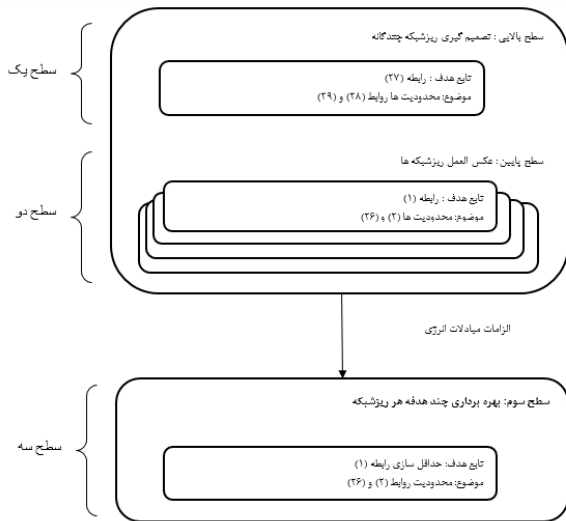 سطح بالایی : تصمیم گیری ریزشبکه چندگانه
سطح یک
تابع هدف : رابطه (۲۷)
موضوع: محدودیت ها روابط (۲۸) و (۲۹)
سطح پایین: عکس العمل ریزشبکه ها
سطح دو
تابع هدف : رابطه (۱)
موضوع: محدودیت ها (۲) و (۲۶)
الزامات مبادلات انرژی
سطح سوم: بهره برداری چند هدفه هر ریزشبکه
سطح سه
تابع هدف: حداقل سازی رابطه (۱)
موضوع: محدودیت روابط (۲) و (۲۶)